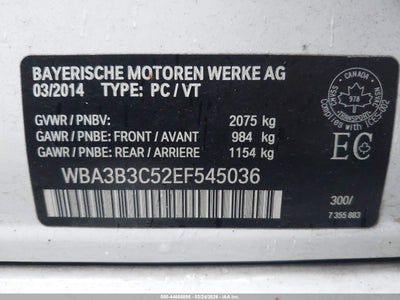 BAYERISCHE MOTOREN WERKE AG
03/2014 TYPE: PC / VT
GVWR / PNBV: 2075 kg
GAWR / PNBE: FRONT / AVANT 984 kg
GAWR / PNBE: REAR / ARRIERE 1154 kg
WBA3B3C52EF545036
CANADA
978
TRANSPORT
EC
300/
7 355 883